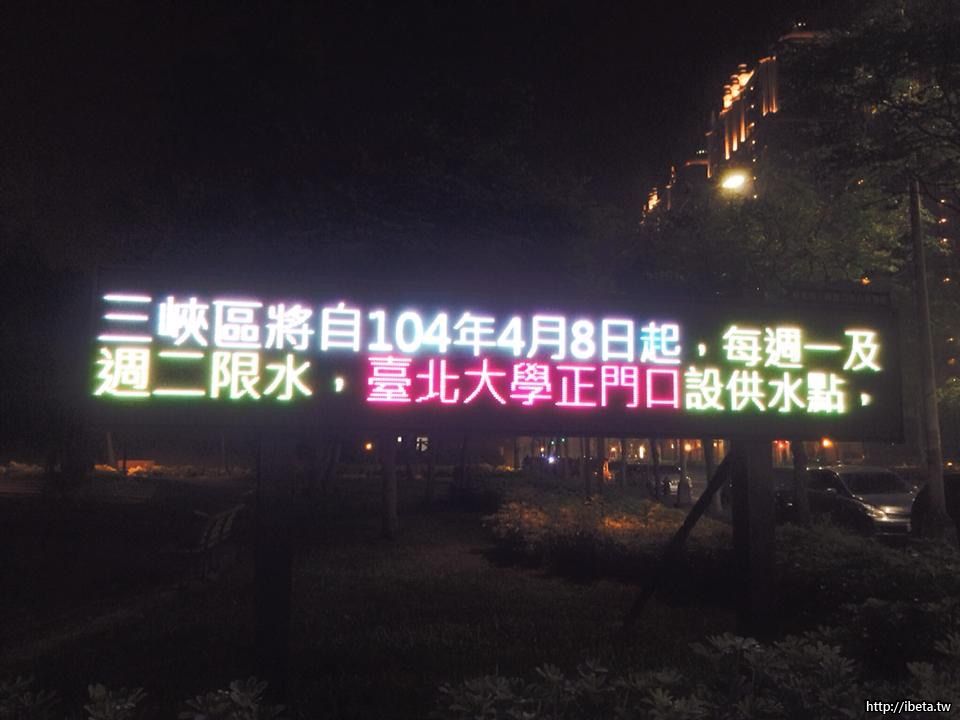 三峽區將自104年4月8日起，每週一及
週二限水，臺北大學正門口設供水點，
http://ibeta.tw